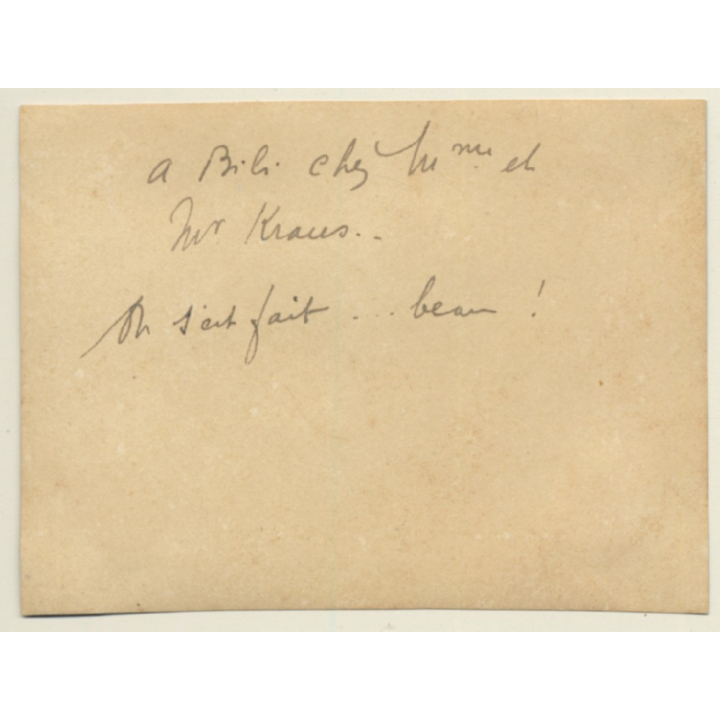 a Bili chez Mme et
Mr Kraus..
On s'est fait ... beau !